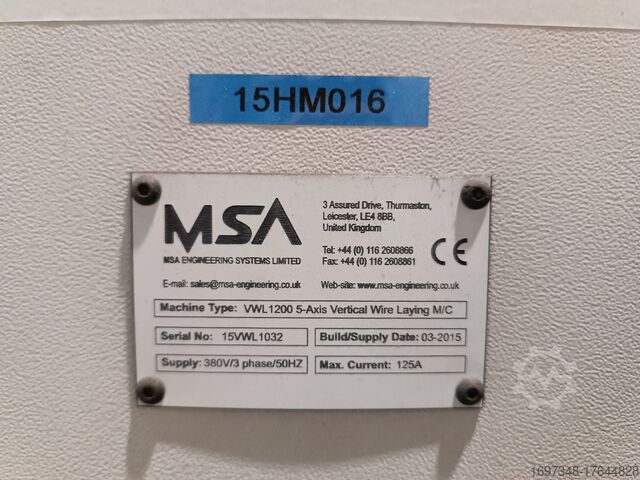 15HM016
MSA
MSA ENGINEERING SYSTEMS LIMITED
3 Assured Drive, Thurmaston,
Leicester, LE4 8BB,
United Kingdom
Tel: +44 (0) 116 2608866
Fax: +44 (0) 116 2608861
CE
E-mail: sales@msa-engineering.co.uk
Web-site: www.msa-engineering.co.uk
Machine Type: VWL1200 5-Axis Vertical Wire Laying M/C
Serial No: 15VWL1032
Build/Supply Date: 03-2015
Supply: 380V/3 phase/50HZ
Max. Current: 125A
1697348-17644828